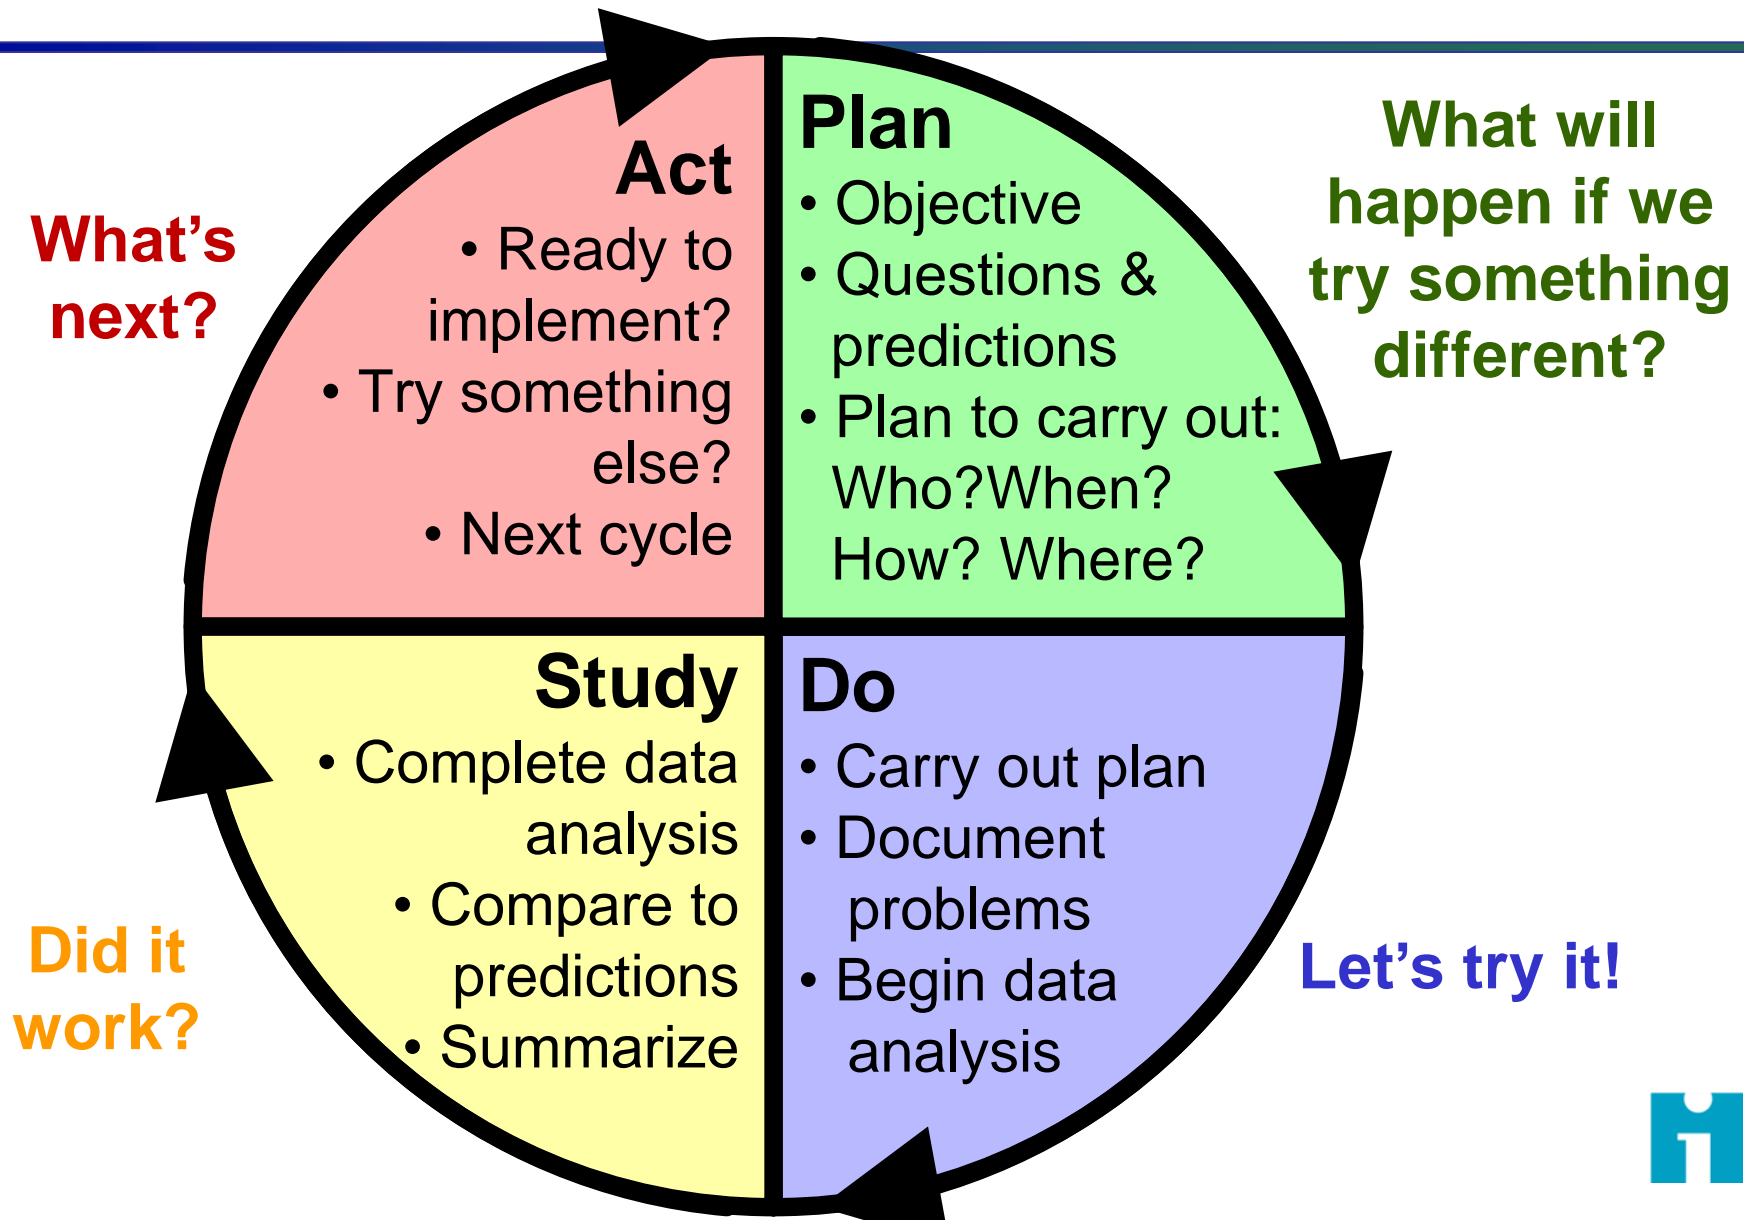 What's
next?
Act
• Ready to
implement?
• Try something
else?
• Next cycle
Plan
• Objective
• Questions &
predictions
• Plan to carry out:
Who?When?
How? Where?
What will
happen if we
try something
different?
Did it
work?
Study
• Complete data
analysis
• Compare to
predictions
• Summarize
Do
• Carry out plan
• Document
problems
• Begin data
analysis
Let's try it!